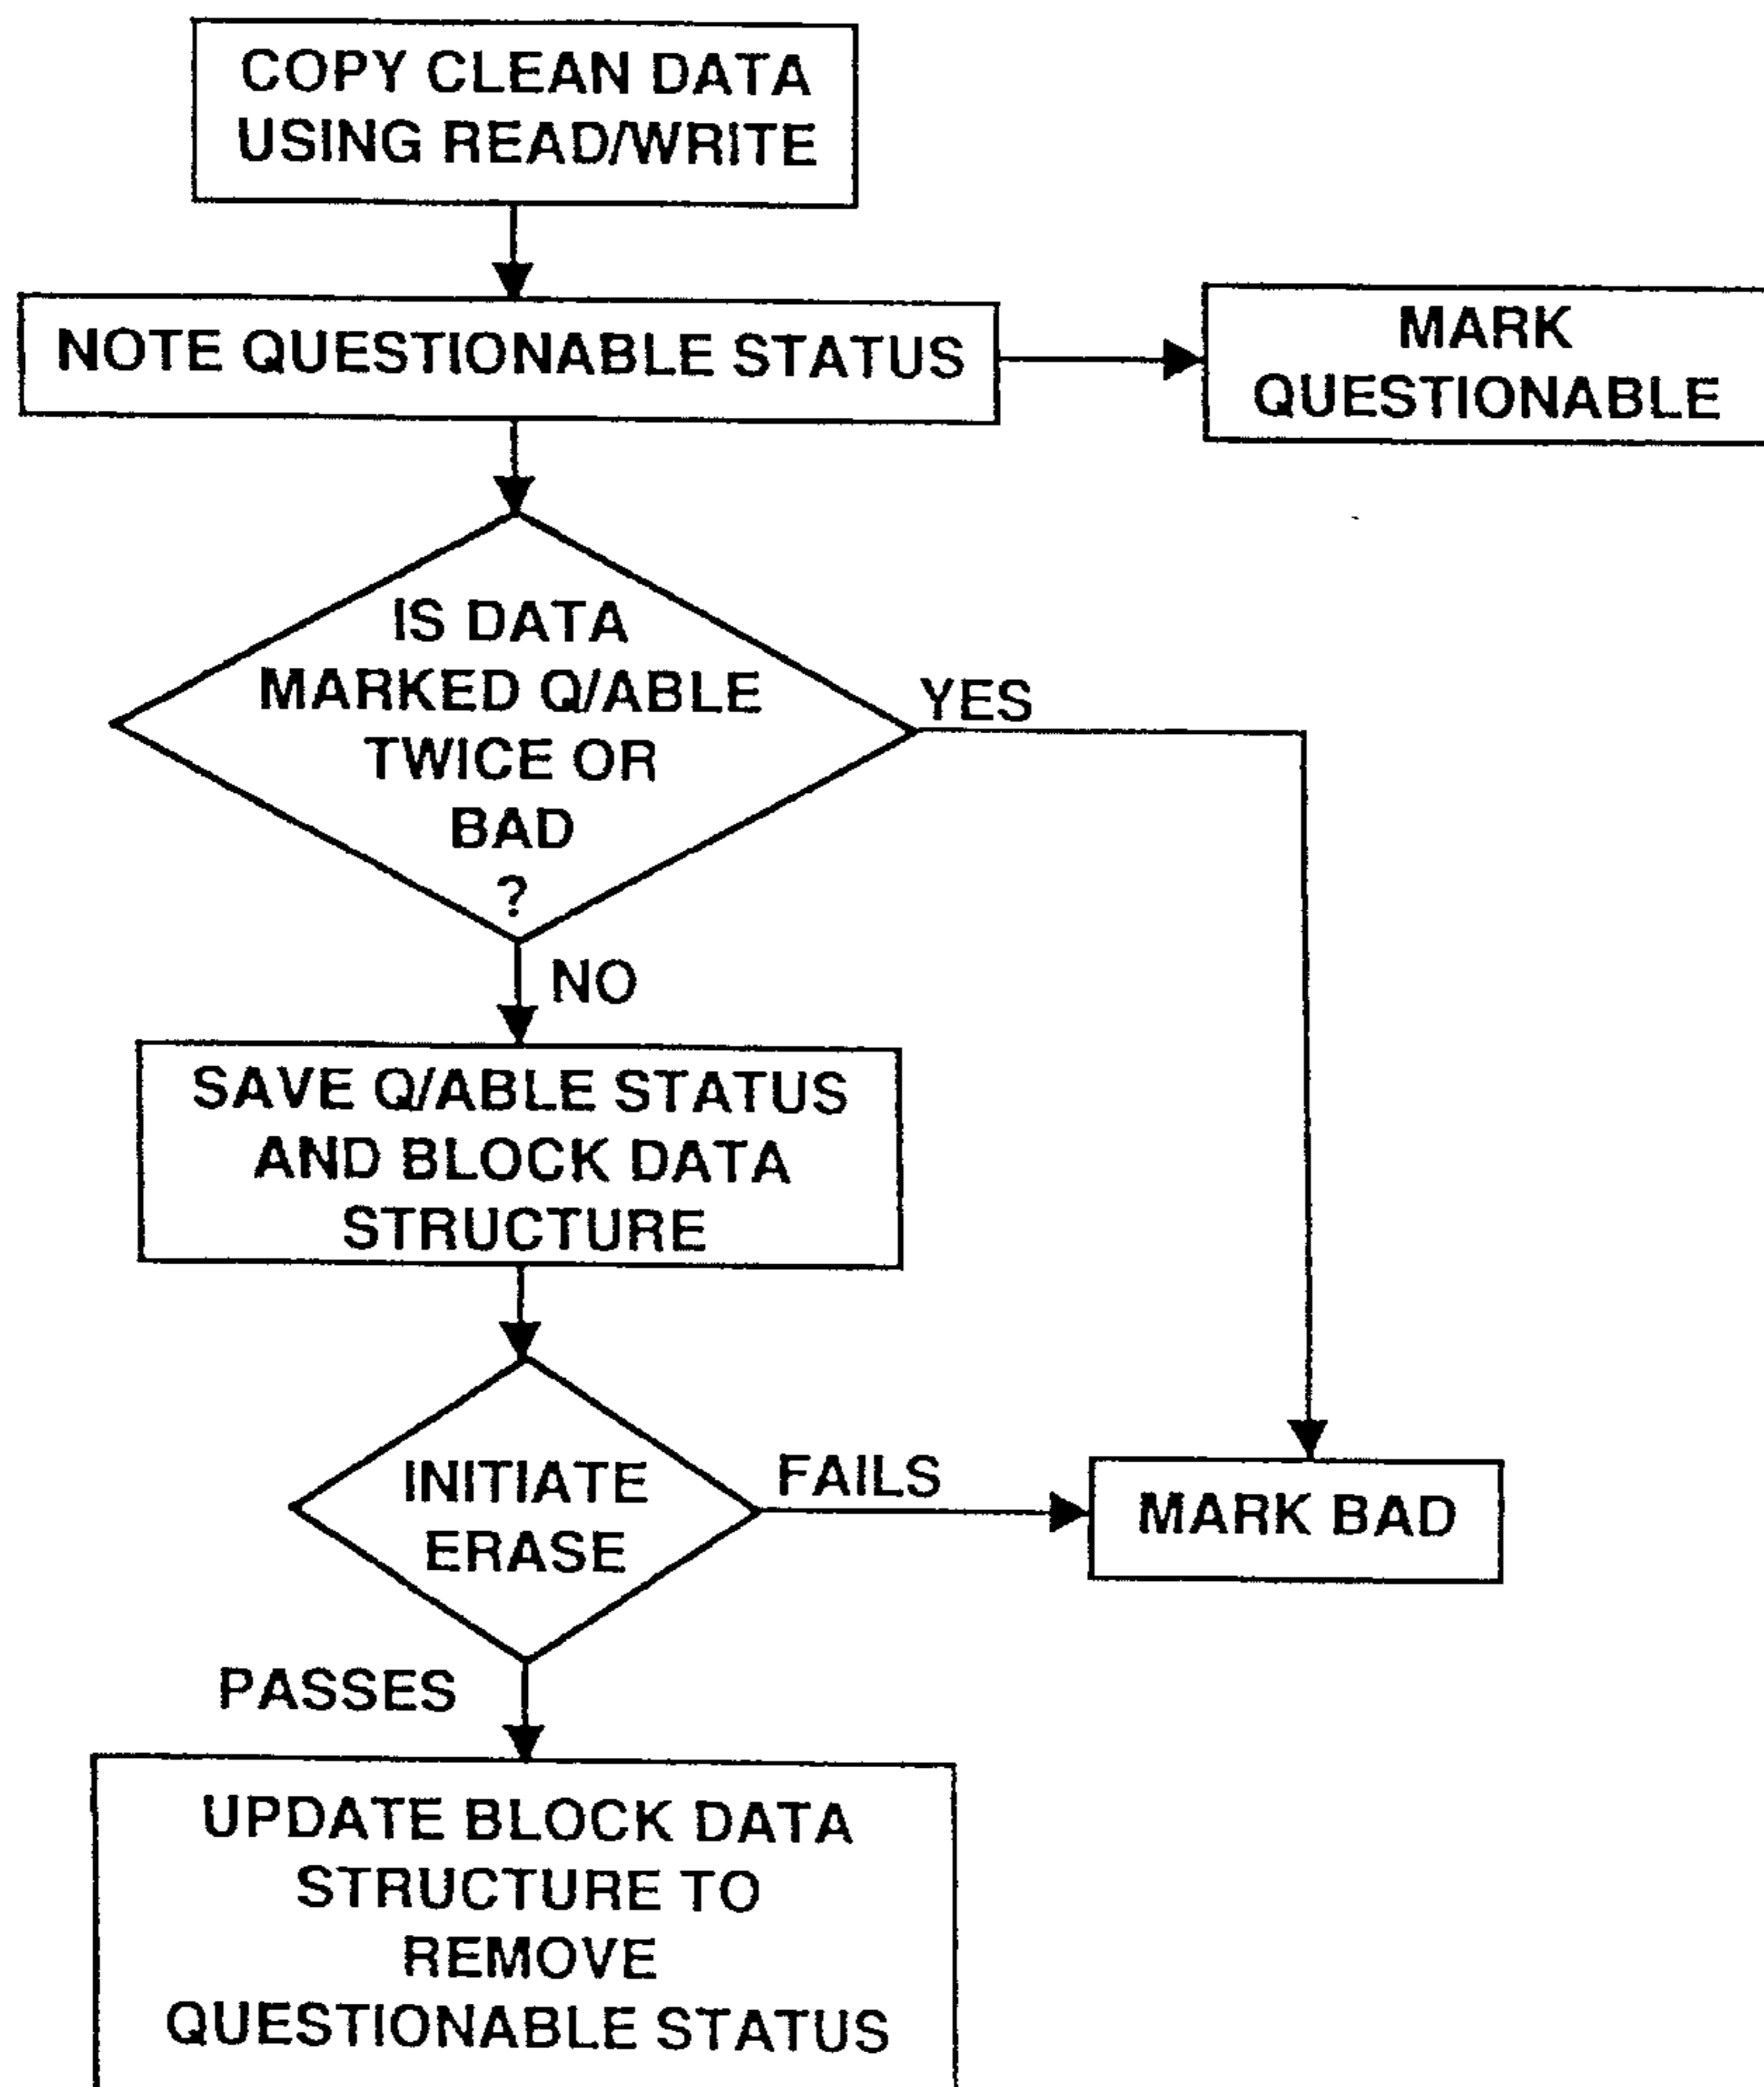 COPY CLEAN DATA
USING READ/WRITE
NOTE QUESTIONABLE STATUS
MARK
QUESTIONABLE
IS DATA
MARKED Q/ABLE
TWICE OR
BAD
?
YES
NO
SAVE Q/ABLE STATUS
AND BLOCK DATA
STRUCTURE
INITIATE
ERASE
FAILS
MARK BAD
PASSES
UPDATE BLOCK DATA
STRUCTURE TO
REMOVE
QUESTIONABLE STATUS